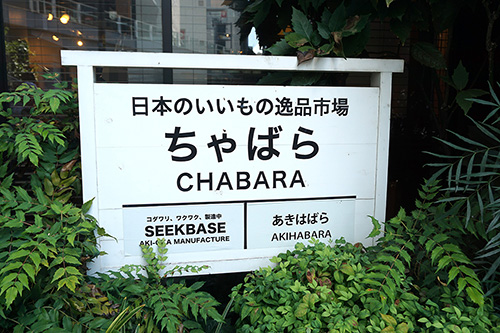 日本のいいもの逸品市場
ちゃばら
CHABARA
コダワリ、ワクワク、製造中
SEEKBASE
AKI-OKA MANUFACTURE
あきはばら
AKIHABARA